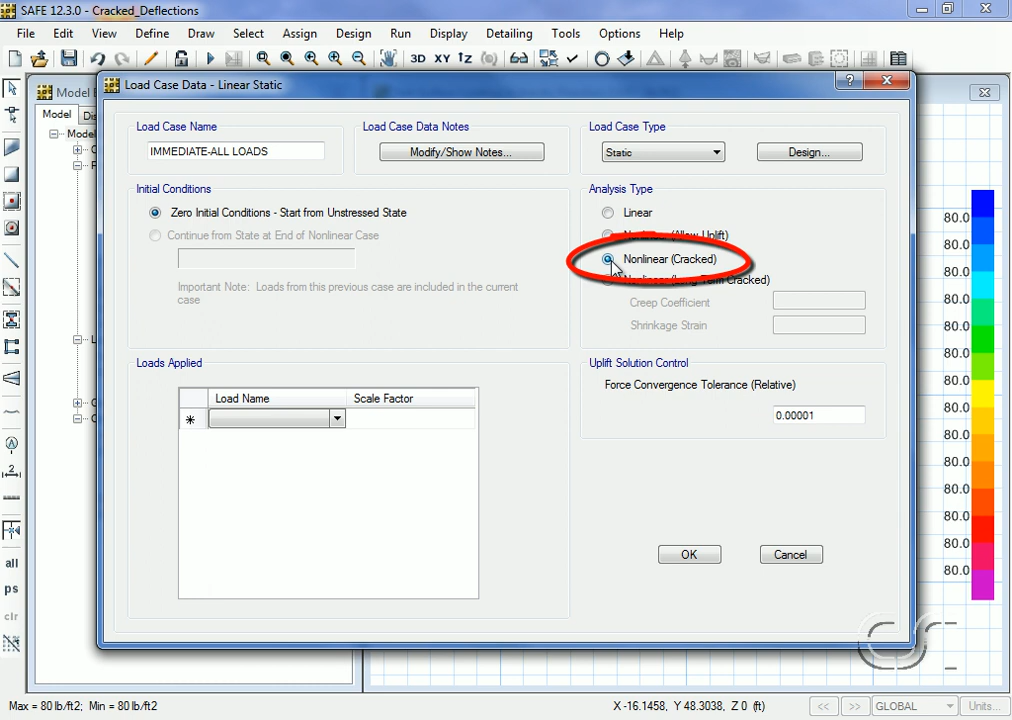 SAFE 12.3.0 - Cracked_Deflections
File Edit View Define Draw Select Assign Design Run Display Detailing Tools Options Help
3D XY ↑Z
Model
Model
Load Case Data - Linear Static
Load Case Name
IMMEDIATE-ALL LOADS
Load Case Data Notes
Modify/Show Notes...
Load Case Type
Static
Design...
Initial Conditions
Zero Initial Conditions - Start from Unstressed State
Continue from State at End of Nonlinear Case
Important Note: Loads from this previous case are included in the current
case
Analysis Type
Linear
Nonlinear (Allow Uplift)
Nonlinear (Cracked)
Nonlinear (Long Term Cracked)
Creep Coefficient
Shrinkage Strain
Loads Applied
Load Name Scale Factor
Uplift Solution Control
Force Convergence Tolerance (Relative)
0.00001
OK
Cancel
80.0
80.0
80.0
80.0
80.0
80.0
80.0
80.0
80.0
80.0
80.0
80.0
80.0
80.0
all
ps
clr
CSI
Max = 80 lb/ft2; Min = 80 lb/ft2
X -16.1458, Y 48.3038, Z 0 (ft)
<< >> GLOBAL Units...